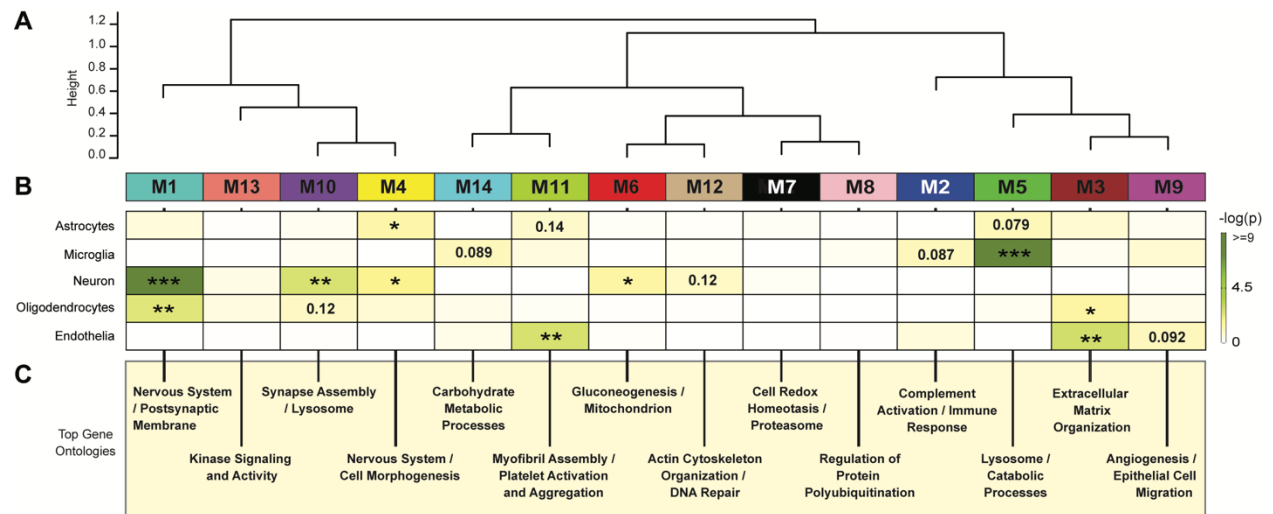 A
Height
1.2
1.0
0.8
0.6
0.4
0.2
0.0
B
M1 M13 M10 M4 M14 M11 M6 M12 M7 M8 M2 M5 M3 M9
Astrocytes * 0.14 0.079
Microglia 0.089 0.087 ***
Neuron *** ** * * 0.12
Oligodendrocytes ** 0.12 *
Endothelia ** ** 0.092
-log(p)
>=9
4.5
0
C
Top Gene
Ontologies
Nervous System
/ Postsynaptic
Membrane
Kinase Signaling
and Activity
Synapse Assembly
/ Lysosome
Nervous System /
Cell Morphogenesis
Carbohydrate
Metabolic
Processes
Myofibril Assembly /
Platelet Activation
and Aggregation
Gluconeogenesis /
Mitochondrion
Actin Cytoskeleton
Organization /
DNA Repair
Cell Redox
Homeotasis /
Proteasome
Regulation of
Protein
Polyubiquitination
Complement
Activation / Immune
Response
Lysosome /
Catabolic
Processes
Extracellular
Matrix
Organization
Angiogenesis /
Epithelial Cell
Migration